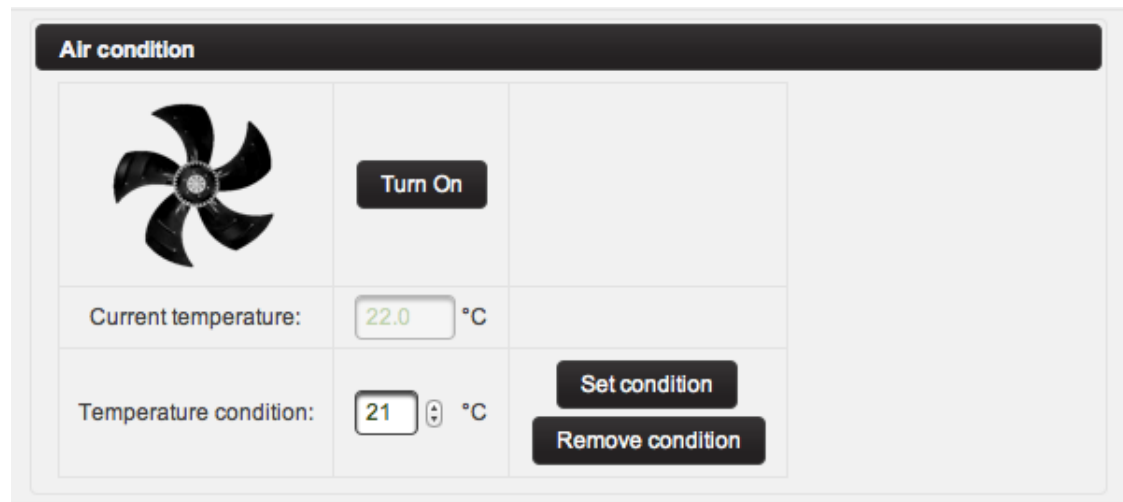 Air condition
Turn On
Current temperature: 22.0 °C
Temperature condition: 21 °C
Set condition
Remove condition